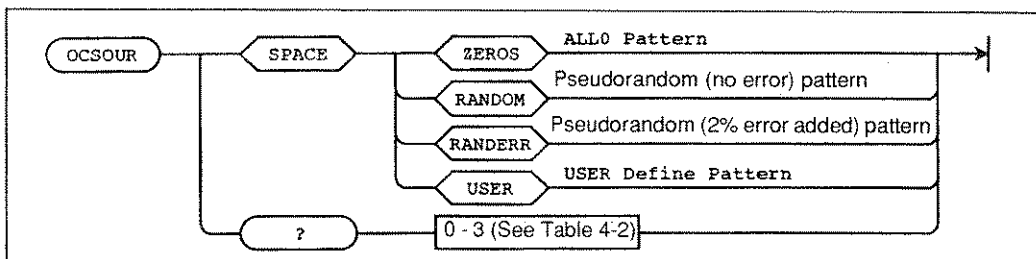 OCSOUR SPACE ZEROS ALL0 Pattern
RANDOM Pseudorandom (no error) pattern
RANDERR Pseudorandom (2% error added) pattern
USER USER Define Pattern
? 0 - 3 (See Table 4-2)